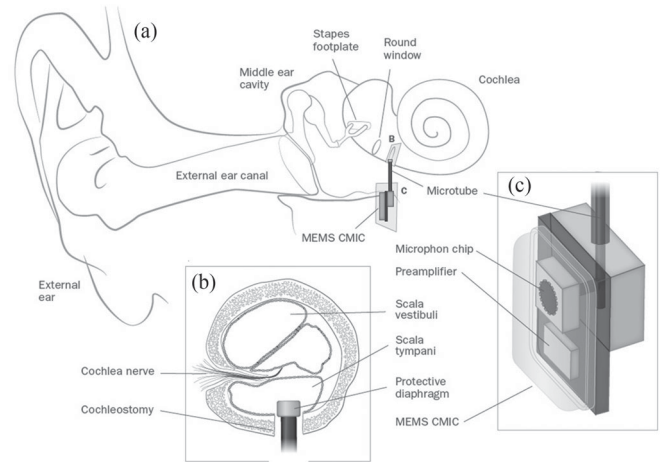 (a)
Stapes
footplate
Round
window
Middle ear
cavity
Cochlea
B
External ear canal
C
Microtube
(c)
MEMS CMIC
Microphon chip
Preamplifier
External
ear
(b)
Scala
vestibuli
Scala
tympani
Cochlea nerve
Protective
diaphragm
Cochleostomy
MEMS CMIC